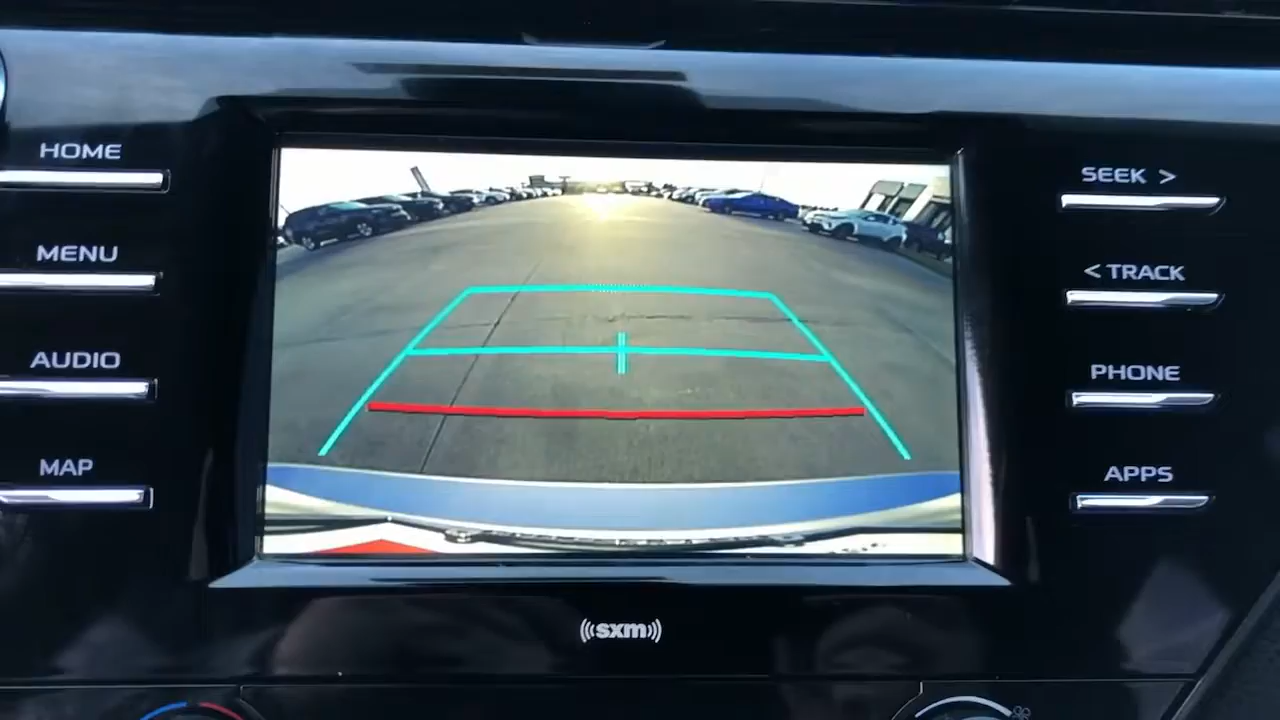 HOME
MENU
AUDIO
MAP
SEEK >
< TRACK
PHONE
APPS
((sxm))